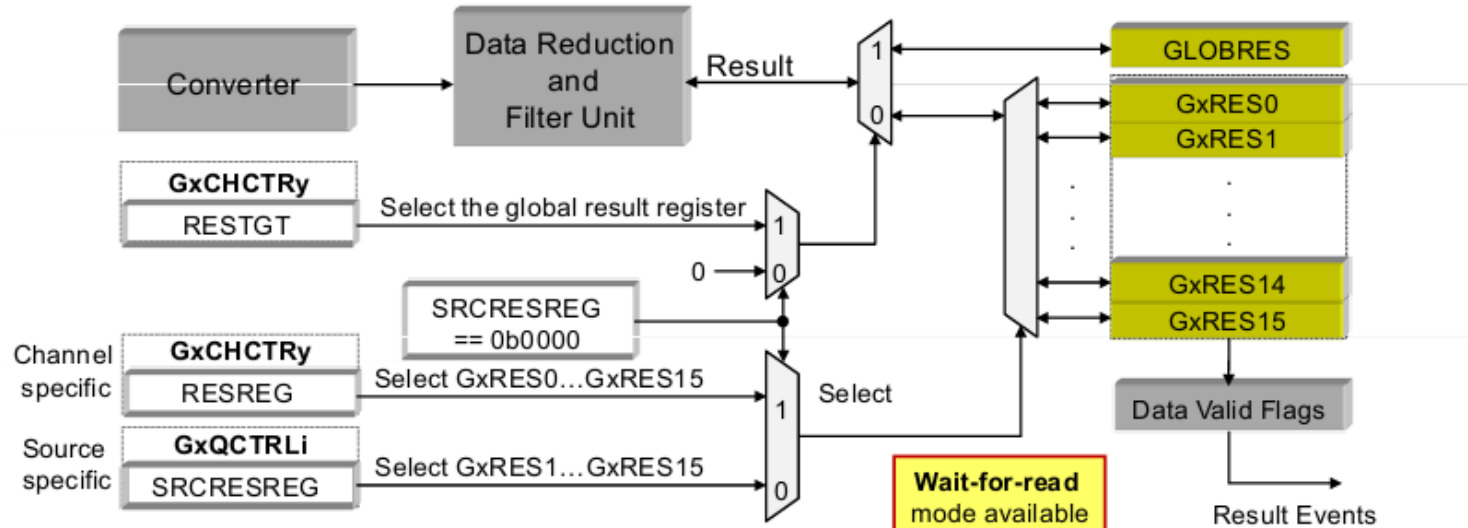 Converter
Data Reduction
and
Filter Unit
Result
1
0
GLOBRES
GxRES0
GxRES1
.
.
.
.
.
.
GxRES14
GxRES15
GxCHCTRy
RESTGT
Select the global result register
1
0
0
SRCRESREG
== 0b0000
Channel
specific
GxCHCTRy
RESREG
Select GxRES0...GxRES15
1
Select
Source
specific
GxQCTRLi
SRCRESREG
Select GxRES1...GxRES15
0
Data Valid Flags
Wait-for-read
mode available
Result Events